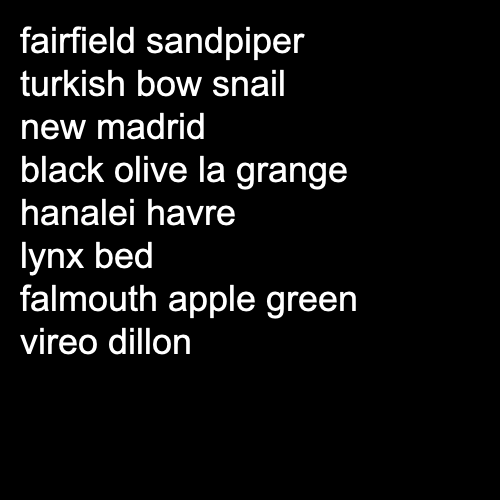 fairfield sandpiper
turkish bow snail
new madrid
black olive la grange
hanalei havre
lynx bed
falmouth apple green
vireo dillon